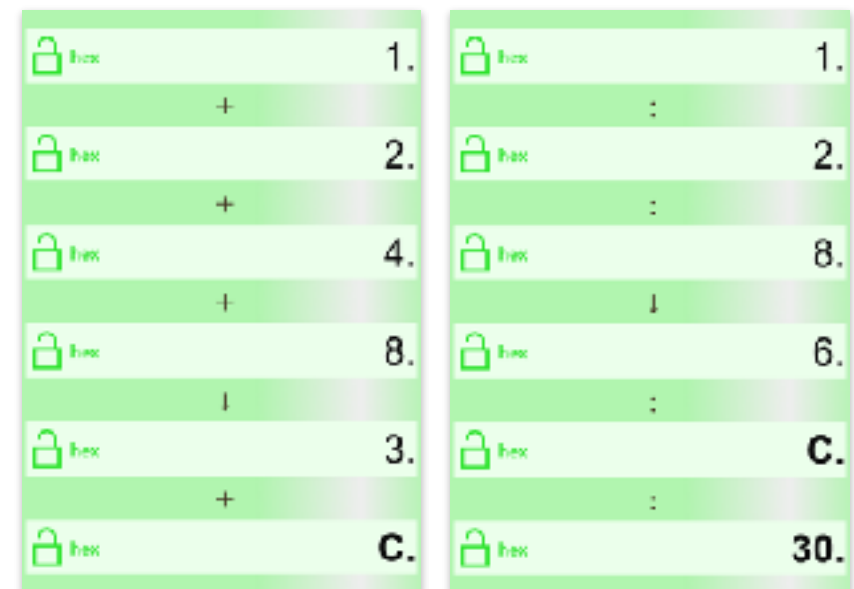 hex 1.
+
hex 2.
+
hex 4.
+
hex 8.
↓
hex 3.
+
hex C.
hex 1.
:
hex 2.
:
hex 8.
↓
hex 6.
:
hex C.
:
hex 30.